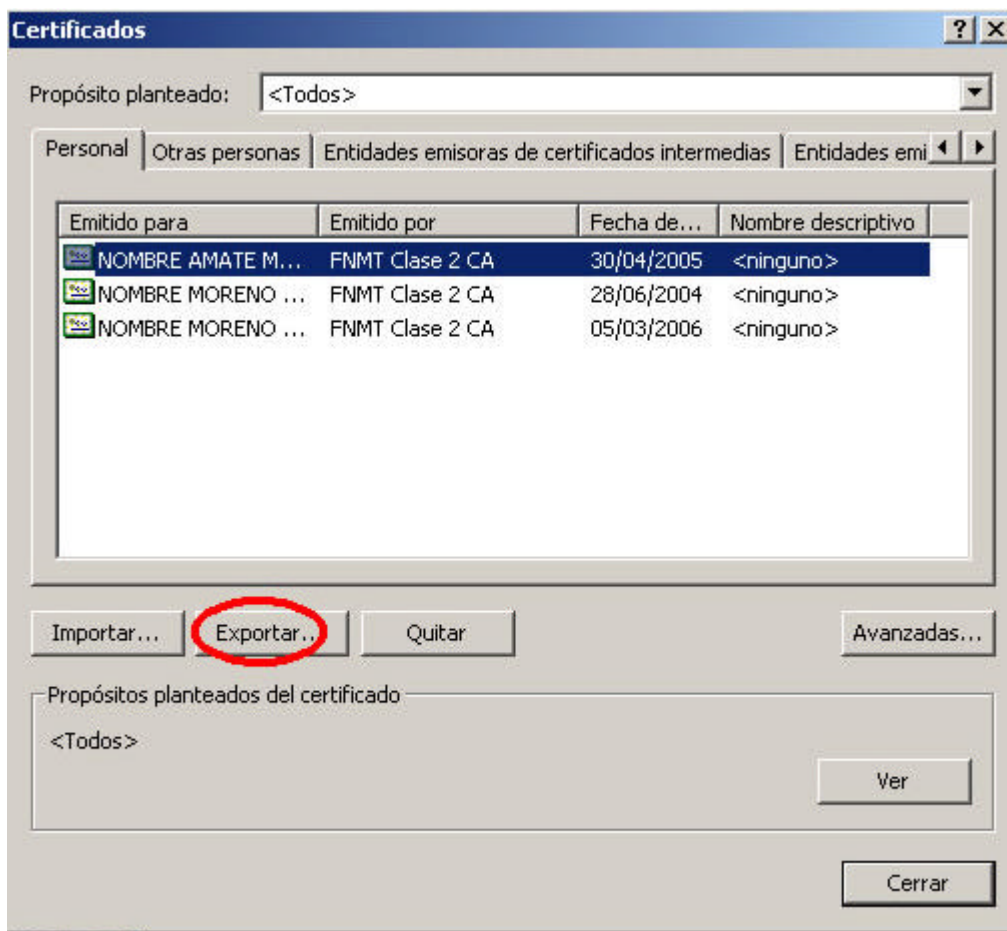 Certificados
Propósito planteado: <Todos>
Personal Otras personas Entidades emisoras de certificados intermedias Entidades emi
Emitido para Emitido por Fecha de... Nombre descriptivo
NOMBRE AMATE M... FNMT Clase 2 CA 30/04/2005 <ninguno>
NOMBRE MORENO ... FNMT Clase 2 CA 28/06/2004 <ninguno>
NOMBRE MORENO ... FNMT Clase 2 CA 05/03/2006 <ninguno>
Importar... Exportar... Quitar Avanzadas...
Propósitos planteados del certificado
<Todos>
Ver
Cerrar